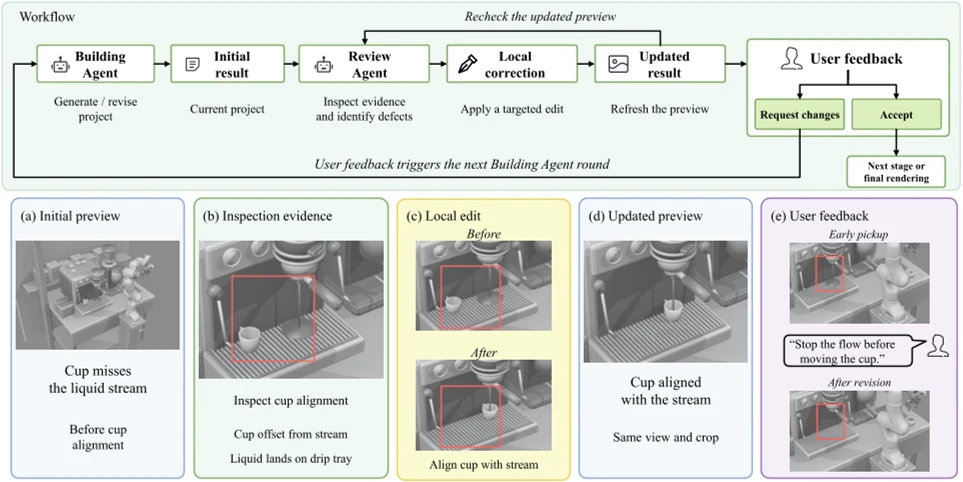 Workflow
Recheck the updated preview
Building
Agent
Initial
result
Review
Agent
Local
correction
Updated
result
User feedback
Generate / revise
project
Current project
Inspect evidence
and identify defects
Apply a targeted edit
Refresh the preview
Request changes
Accept
User feedback triggers the next Building Agent round
Next stage or
final rendering
(a) Initial preview
Cup misses
the liquid stream
Before cup
alignment
(b) Inspection evidence
Inspect cup alignment
Cup offset from stream
Liquid lands on drip tray
(c) Local edit
Before
After
Align cup with stream
(d) Updated preview
Cup aligned
with the stream
Same view and crop
(e) User feedback
Early pickup
“Stop the flow before
moving the cup.”
After revision